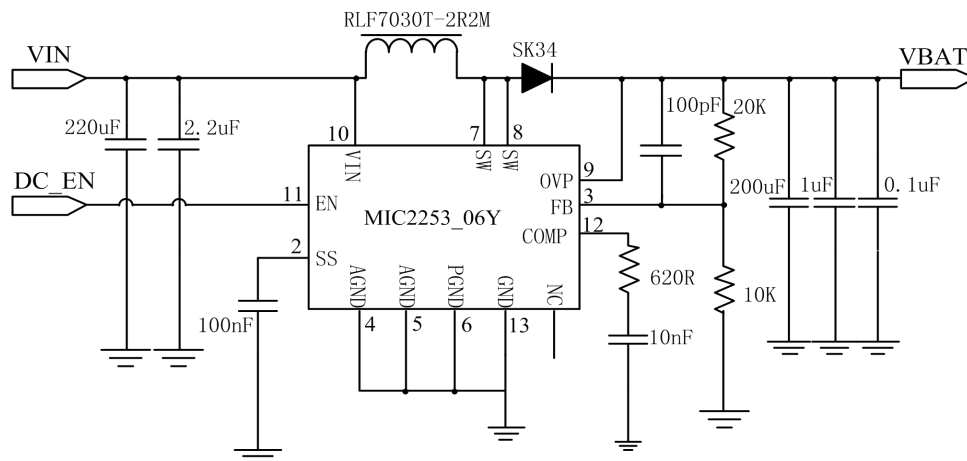 RLF7030T-2R2M
VIN
SK34
VBAT
220uF
2.2uF
10
7
8
100pF
20K
VIN
SW
SW
DC_EN
11
EN
OVP
9
FB
3
MIC2253_06Y
COMP
12
200uF
1uF
0.1uF
2
SS
620R
10K
AGND
AGND
PGND
GND
NC
100nF
4
5
6
13
10nF